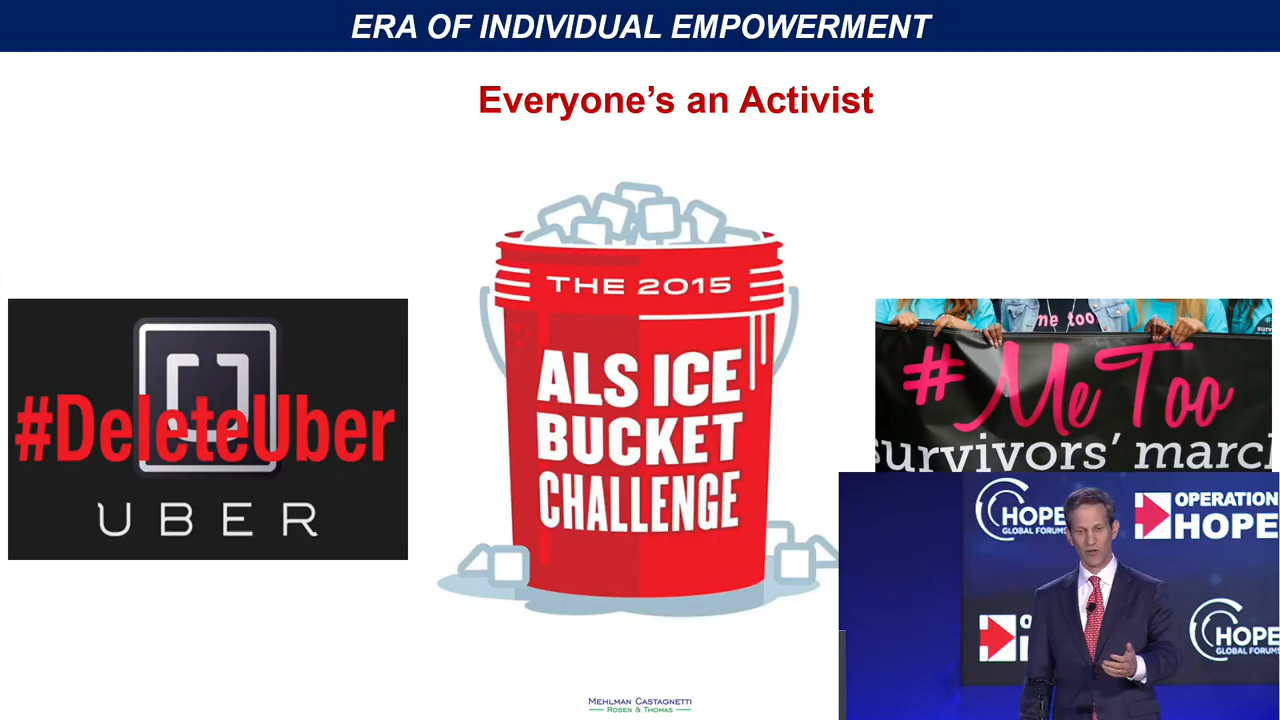 ERA OF INDIVIDUAL EMPOWERMENT
Everyone's an Activist
#DeleteUber
UBER
THE 2015
ALS ICE
BUCKET
CHALLENGE
me too
#MeToo
survivors' march
HOPE
GLOBAL FORUMS
OPERATION
HOPE
HOPE
GLOBAL FORUMS
MEHLMAN CASTAGNETTI
ROSEN & THOMAS